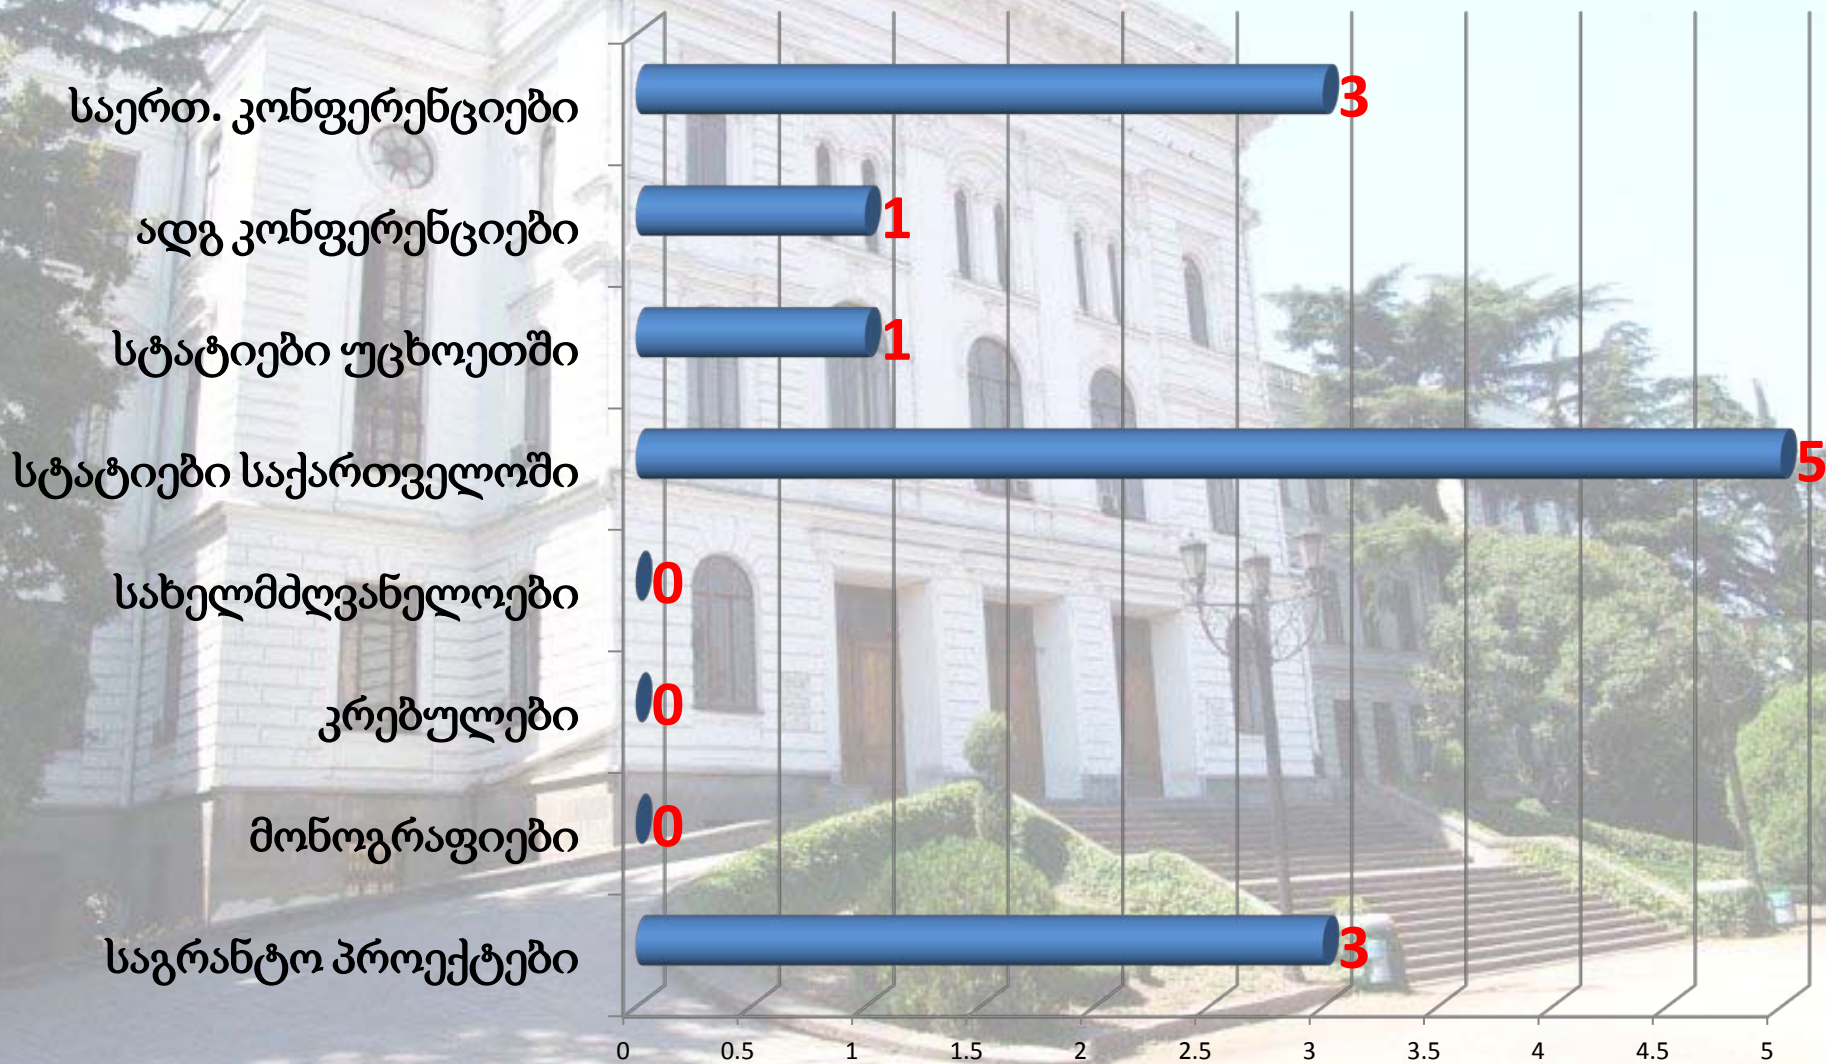 საერთ. კონფერენციები 3
ადგ კონფერენციები 1
სტატიები უცხოეთში 1
სტატიები საქართველოში 5
სახელმძღვანელოები 0
კრებულები 0
მონოგრაფიები 0
საგრანტო პროექტები 3
0 0.5 1 1.5 2 2.5 3 3.5 4 4.5 5